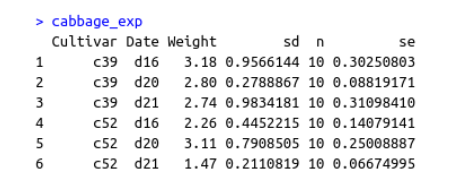 > cabbage_exp
  Cultivar Date Weight        sd  n         se
1      c39  d16   3.18 0.9566144 10 0.30250803
2      c39  d20   2.80 0.2788867 10 0.08819171
3      c39  d21   2.74 0.9834181 10 0.31098410
4      c52  d16   2.26 0.4452215 10 0.14079141
5      c52  d20   3.11 0.7908505 10 0.25008887
6      c52  d21   1.47 0.2110819 10 0.06674995